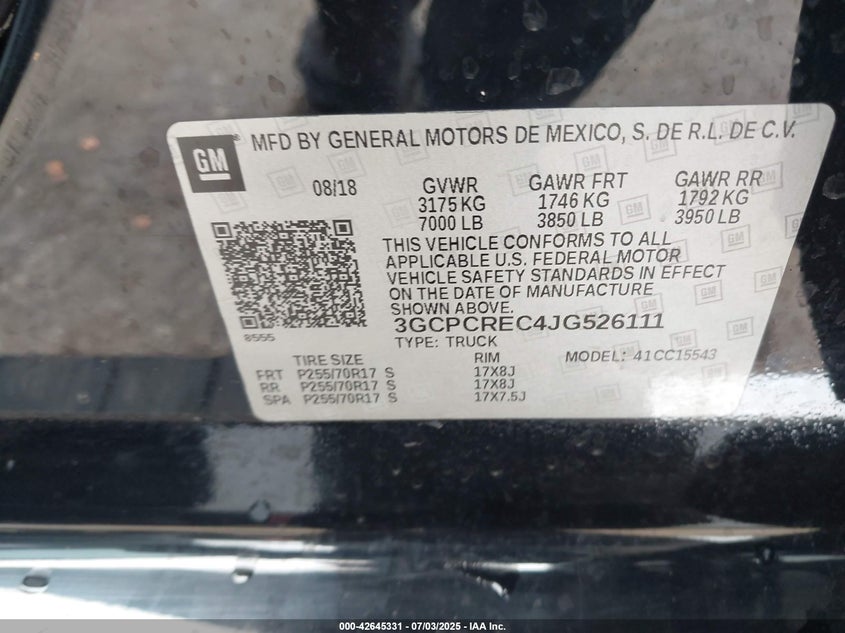 GM
MFD BY GENERAL MOTORS DE MEXICO, S. DE R.L. DE C.V.
08/18 GVWR GAWR FRT GAWR RR
3175 KG 1746 KG 1792 KG
7000 LB 3850 LB 3950 LB
THIS VEHICLE CONFORMS TO ALL
APPLICABLE U.S. FEDERAL MOTOR
VEHICLE SAFETY STANDARDS IN EFFECT
ON THE DATE OF MANUFACTURE
SHOWN ABOVE.
8555 3GCPCREC4JG526111
TYPE: TRUCK MODEL: 41CC15543
TIRE SIZE RIM
FRT P255/70R17 S 17X8J
RR P255/70R17 S 17X8J
SPA P255/70R17 S 17X7.5J
000-42645331 - 07/03/2025 - IAA Inc.